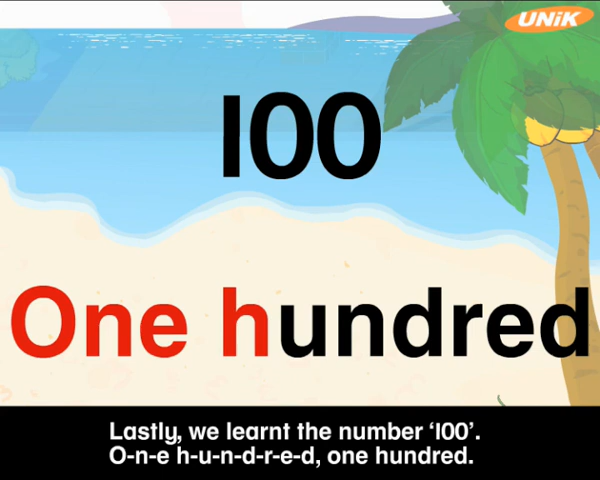 UNiK
100
One hundred
Lastly, we learnt the number ‘100’.
O-n-e h-u-n-d-r-e-d, one hundred.